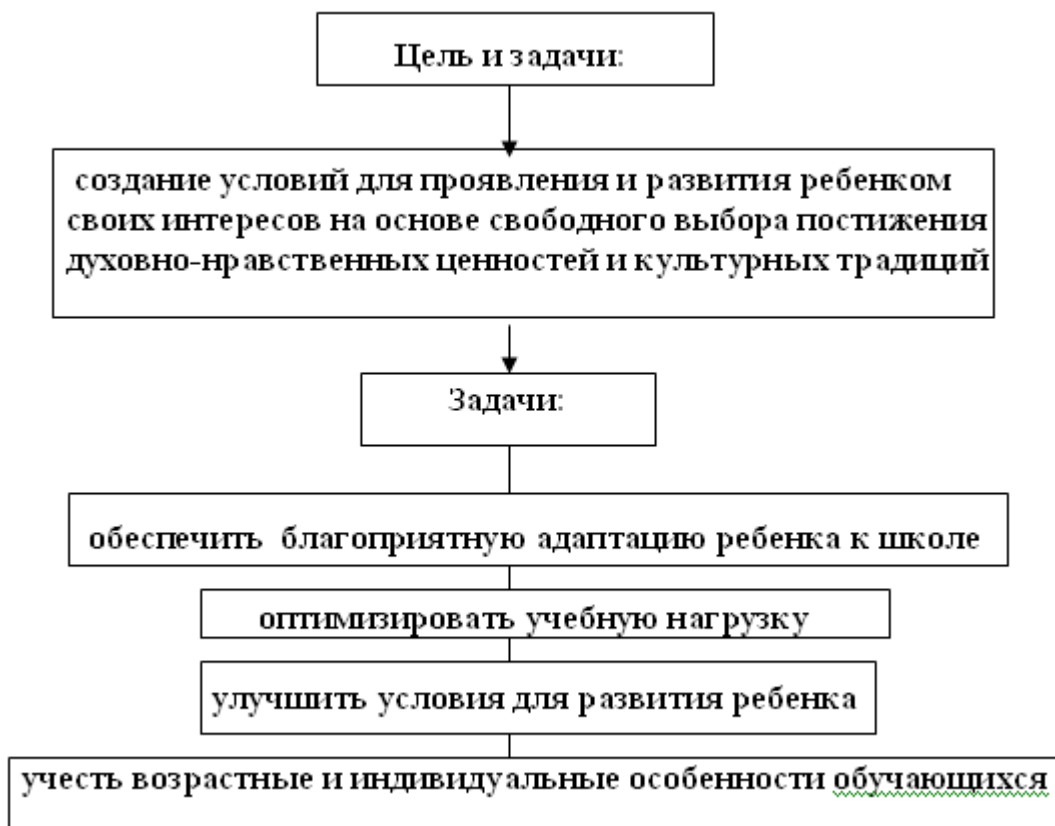 Цель и задачи:
создание условий для проявления и развития ребенком
своих интересов на основе свободного выбора постижения
духовно-нравственных ценностей и культурных традиций
Задачи:
обеспечить благоприятную адаптацию ребенка к школе
оптимизировать учебную нагрузку
улучшить условия для развития ребенка
учесть возрастные и индивидуальные особенности обучающихся